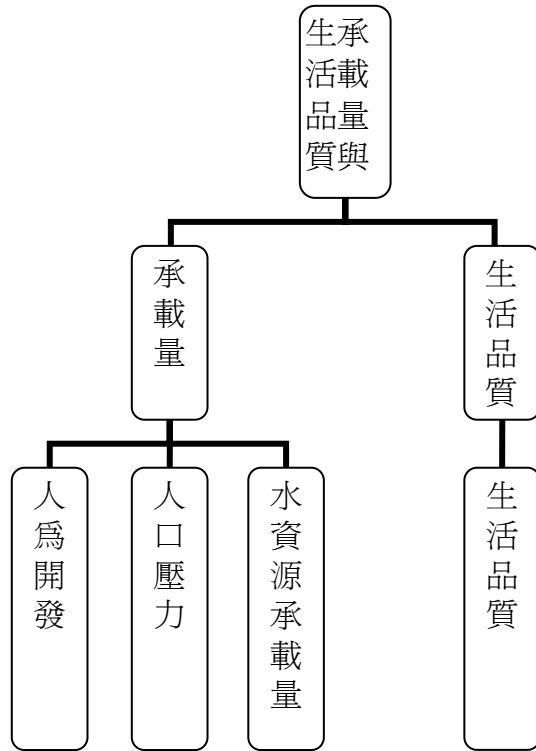 承載量與
生活品質
承載量
生活品質
人爲開發
人口壓力
水資源承載量
生活品質